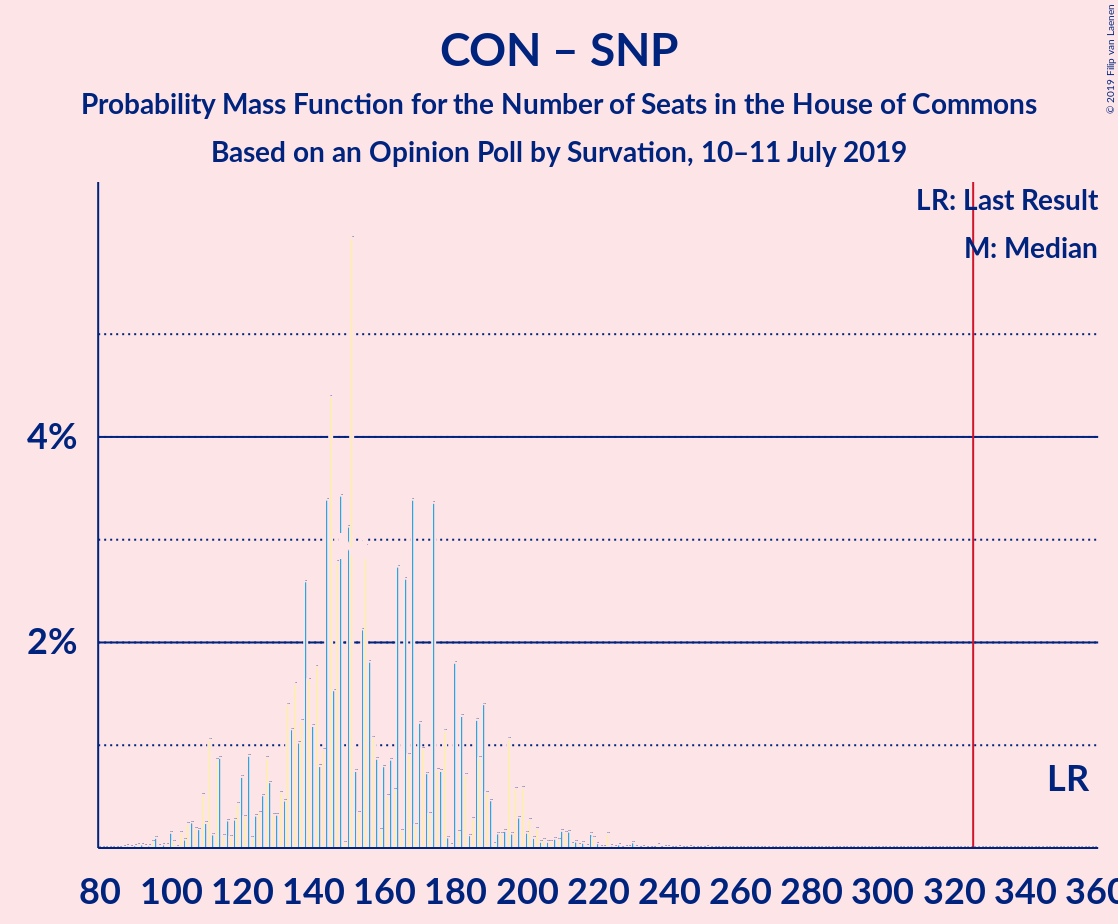 CON – SNP
Probability Mass Function for the Number of Seats in the House of Commons
Based on an Opinion Poll by Survation, 10–11 July 2019
© 2019 Filip van Laenen
LR: Last Result
M: Median
4%
2%
LR
80 100 120 140 160 180 200 220 240 260 280 300 320 340 360